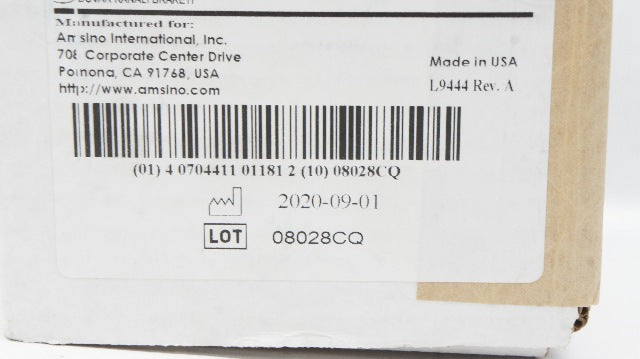 Manufactured for:
Amsino International, Inc.
708 Corporate Center Drive
Pomona, CA 91768, USA
http://www.amsino.com
Made in USA
L9444 Rev. A
(01) 4 0704411 01181 2 (10) 08028CQ
2020-09-01
LOT 08028CQ